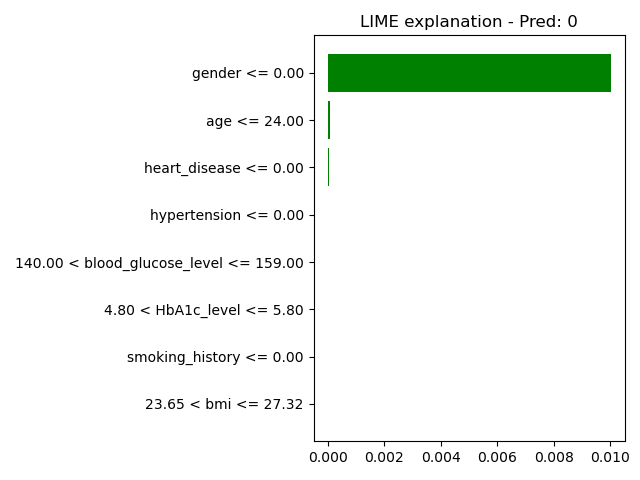 LIME explanation - Pred: 0
gender <= 0.00
age <= 24.00
heart_disease <= 0.00
hypertension <= 0.00
140.00 < blood_glucose_level <= 159.00
4.80 < HbA1c_level <= 5.80
smoking_history <= 0.00
23.65 < bmi <= 27.32
0.000 0.002 0.004 0.006 0.008 0.010